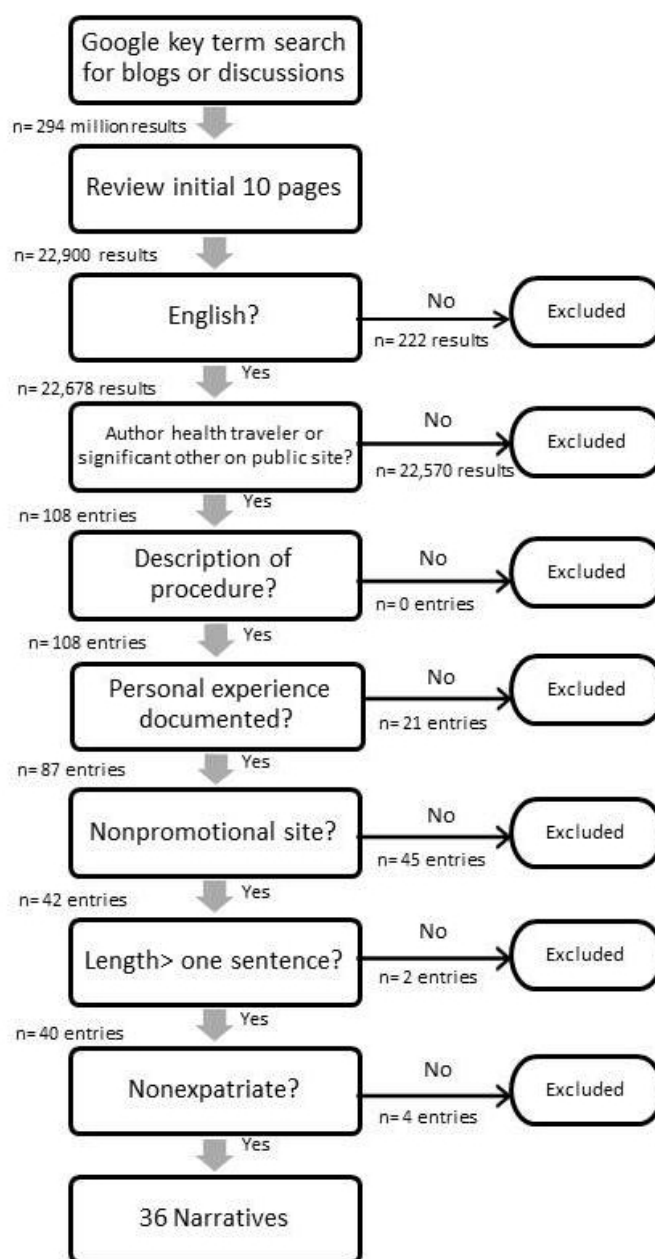 Google key term search
for blogs or discussions
n= 294 million results
Review initial 10 pages
n= 22,900 results
English?
No
n= 222 results
Excluded
Yes
n= 22,678 results
Author health traveler or
significant other on public site?
No
n= 22,570 results
Excluded
Yes
n= 108 entries
Description of
procedure?
No
n= 0 entries
Excluded
Yes
n= 108 entries
Personal experience
documented?
No
n= 21 entries
Excluded
Yes
n= 87 entries
Nonpromotional site?
No
n= 45 entries
Excluded
Yes
n= 42 entries
Length> one sentence?
No
n= 2 entries
Excluded
Yes
n= 40 entries
Nonexpatriate?
No
n= 4 entries
Excluded
Yes
36 Narratives